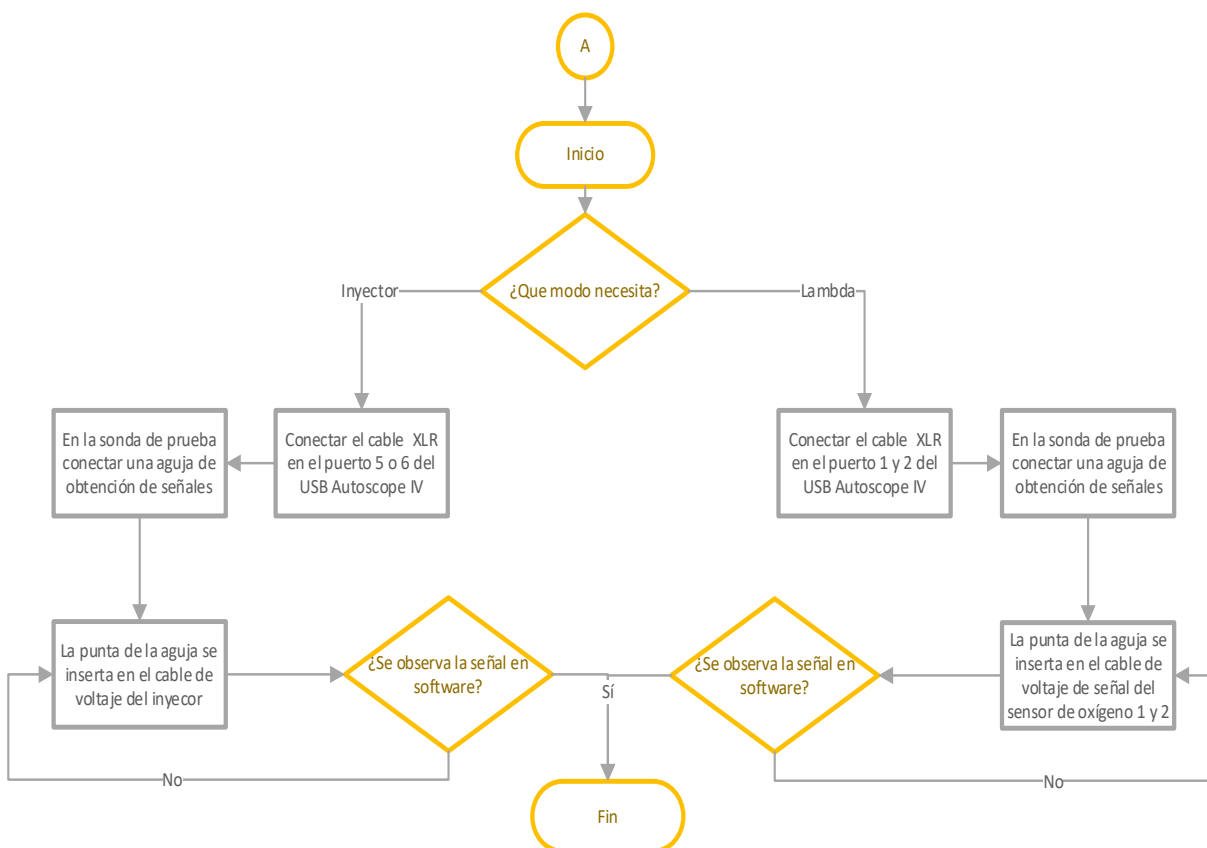 A
Inicio
¿Que modo necesita?
Inyector
Lambda
En la sonda de prueba
conectar una aguja de
obtención de señales
Conectar el cable XLR
en el puerto 5 o 6 del
USB Autoscope IV
Conectar el cable XLR
en el puerto 1 y 2 del
USB Autoscope IV
En la sonda de prueba
conectar una aguja de
obtención de señales
La punta de la aguja se
inserta en el cable de
voltaje del inyecor
¿Se observa la señal en
software?
Sí
¿Se observa la señal en
software?
La punta de la aguja se
inserta en el cable de
voltaje de señal del
sensor de oxígeno 1 y 2
No
No
Fin